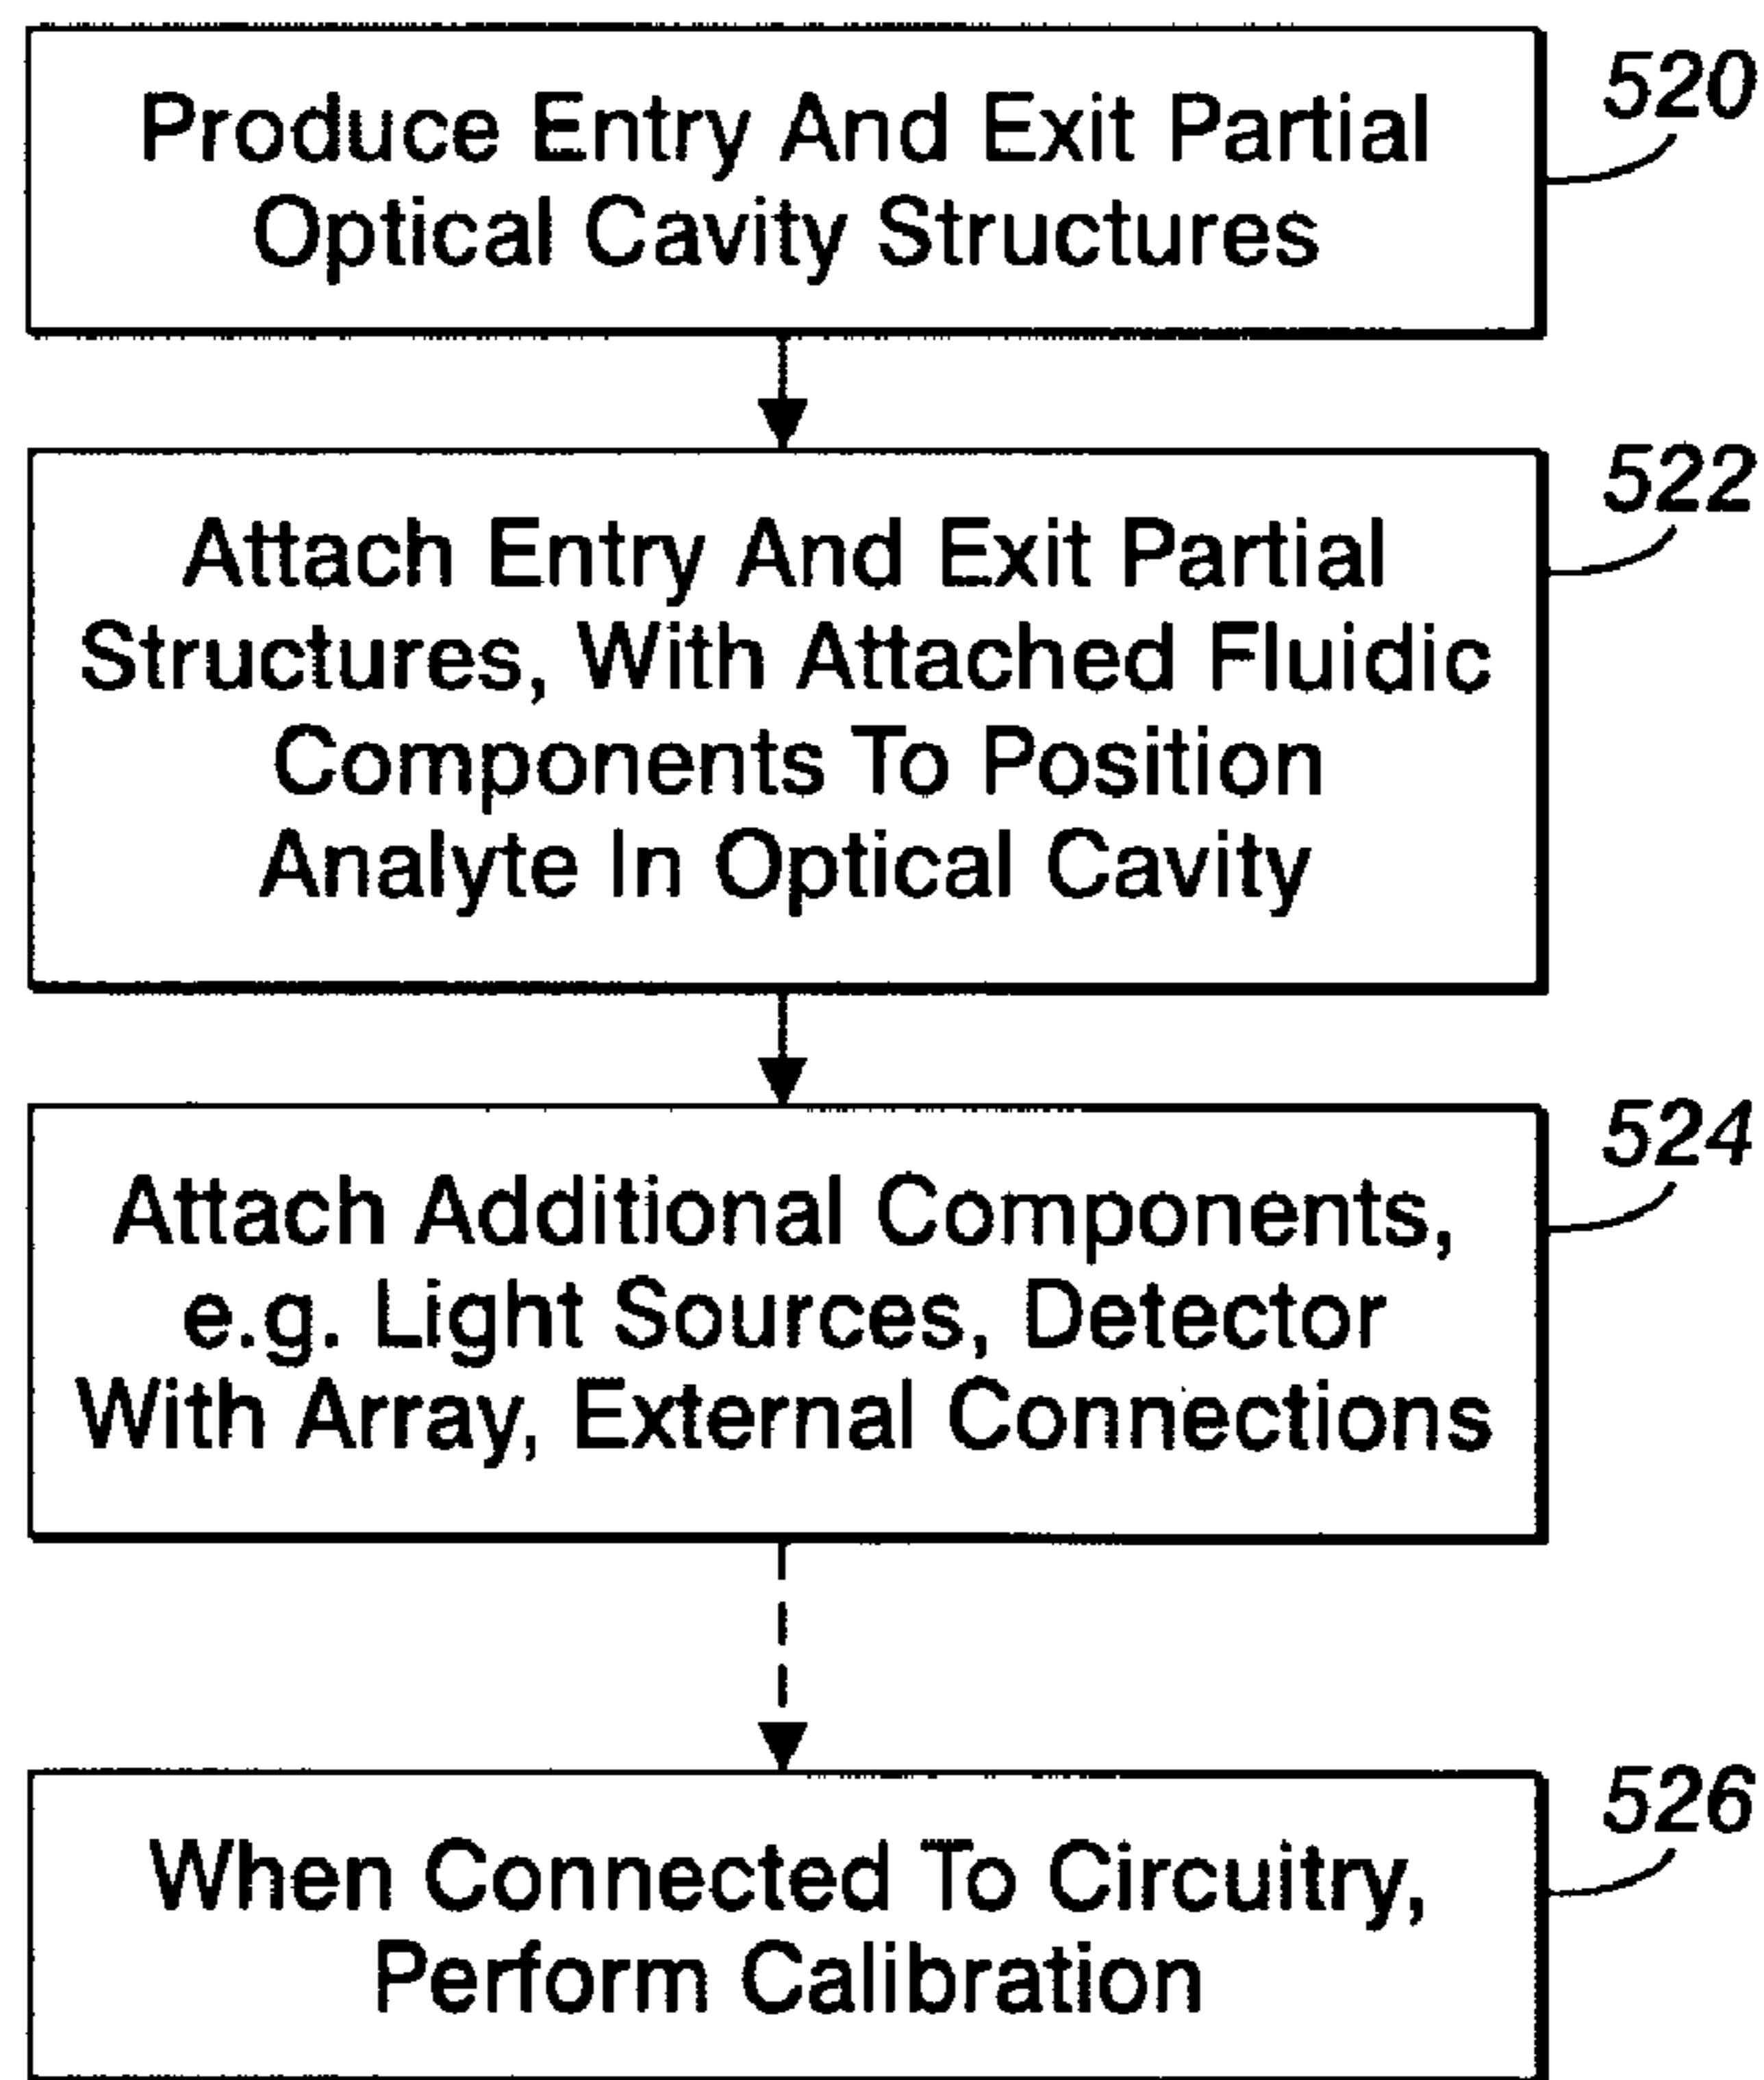 520
Produce Entry And Exit Partial
Optical Cavity Structures
522
Attach Entry And Exit Partial
Structures, With Attached Fluidic
Components To Position
Analyte In Optical Cavity
524
Attach Additional Components,
e.g. Light Sources, Detector
With Array, External Connections
526
When Connected To Circuitry,
Perform Calibration